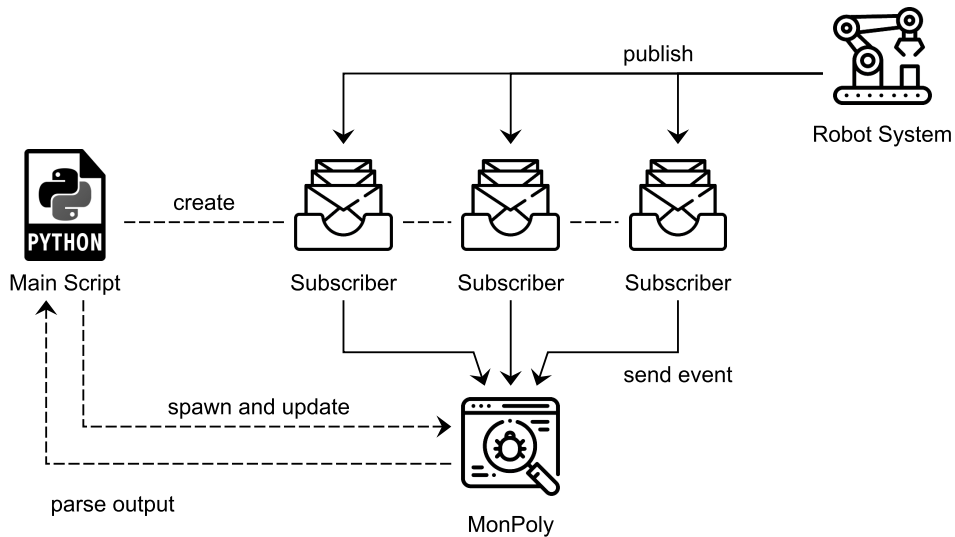 publish
Robot System
create
PYTHON
Main Script
Subscriber
Subscriber
Subscriber
send event
spawn and update
parse output
MonPoly